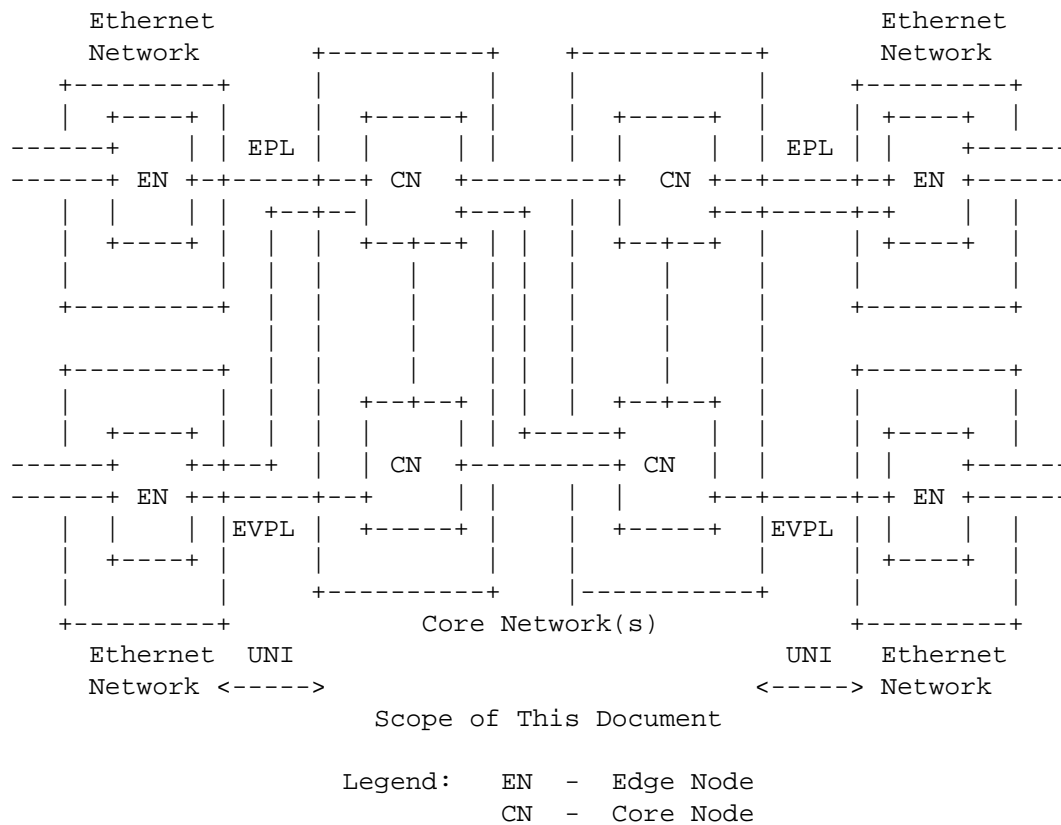 Ethernet Ethernet
Network Network
EPL EPL
EN CN CN EN
CN CN
EN EN
EVPL EVPL
Core Network(s)
Ethernet UNI UNI Ethernet
Network <-----> <-----> Network
Scope of This Document
Legend: EN - Edge Node
CN - Core Node